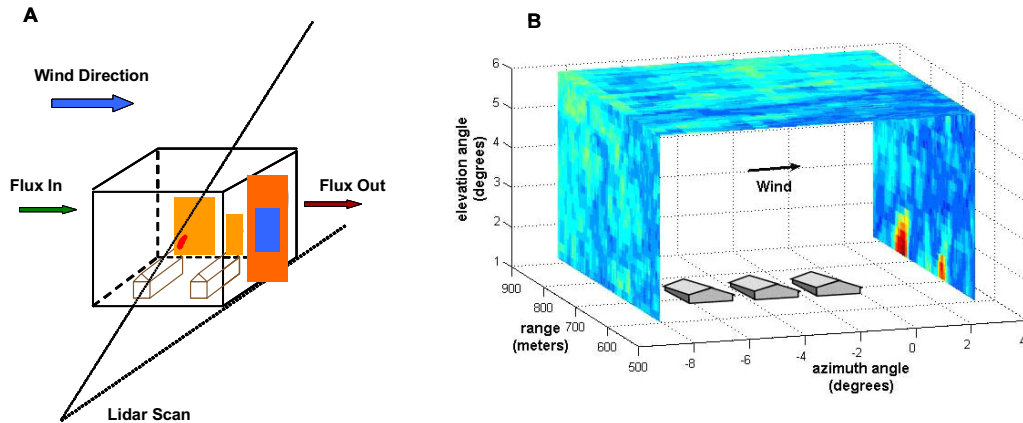 A
Wind Direction
Flux In
Flux Out
Lidar Scan
B
6
5
4
3
2
1
elevation angle
(degrees)
Wind
900
800
700
600
500
range
(meters)
-8
-6
-4
-2
0
2
4
azimuth angle
(degrees)